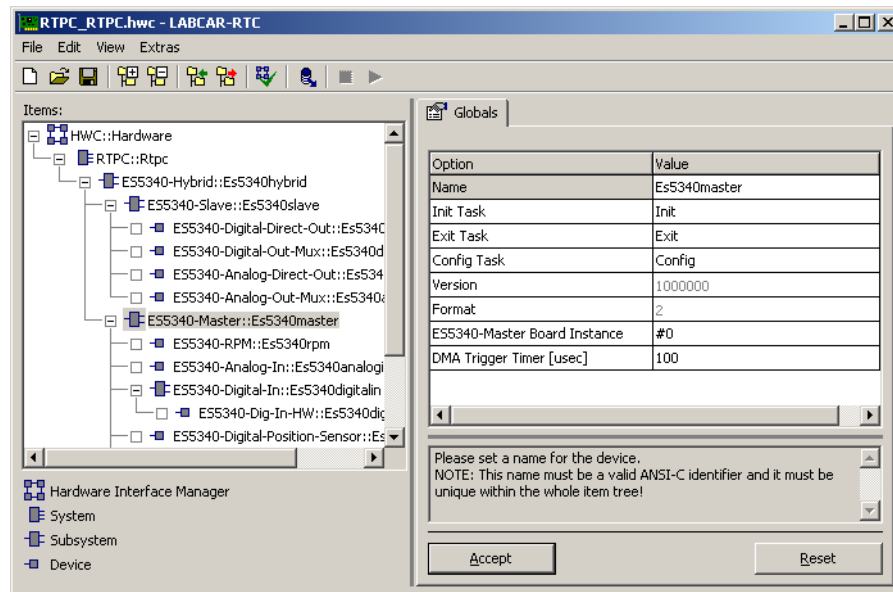 RTPC_RTPC.hwc - LABCAR-RTC
File Edit View Extras
Items:
HWC::Hardware
RTPC::Rtpc
ES5340-Hybrid::Es5340hybrid
ES5340-Slave::Es5340slave
ES5340-Digital-Direct-Out::Es5340
ES5340-Digital-Out-Mux::Es5340d
ES5340-Analog-Direct-Out::Es534
ES5340-Analog-Out-Mux::Es5340a
ES5340-Master::Es5340master
ES5340-RPM::Es5340rpm
ES5340-Analog-In::Es5340analogi
ES5340-Digital-In::Es5340digitalin
ES5340-Dig-In-HW::Es5340dig
ES5340-Digital-Position-Sensor::Es
Hardware Interface Manager
System
Subsystem
Device
Globals
Option Value
Name Es5340master
Init Task Init
Exit Task Exit
Config Task Config
Version 1000000
Format 2
ES5340-Master Board Instance #0
DMA Trigger Timer [usec] 100
Please set a name for the device.
NOTE: This name must be a valid ANSI-C identifier and it must be
unique within the whole item tree!
Accept Reset